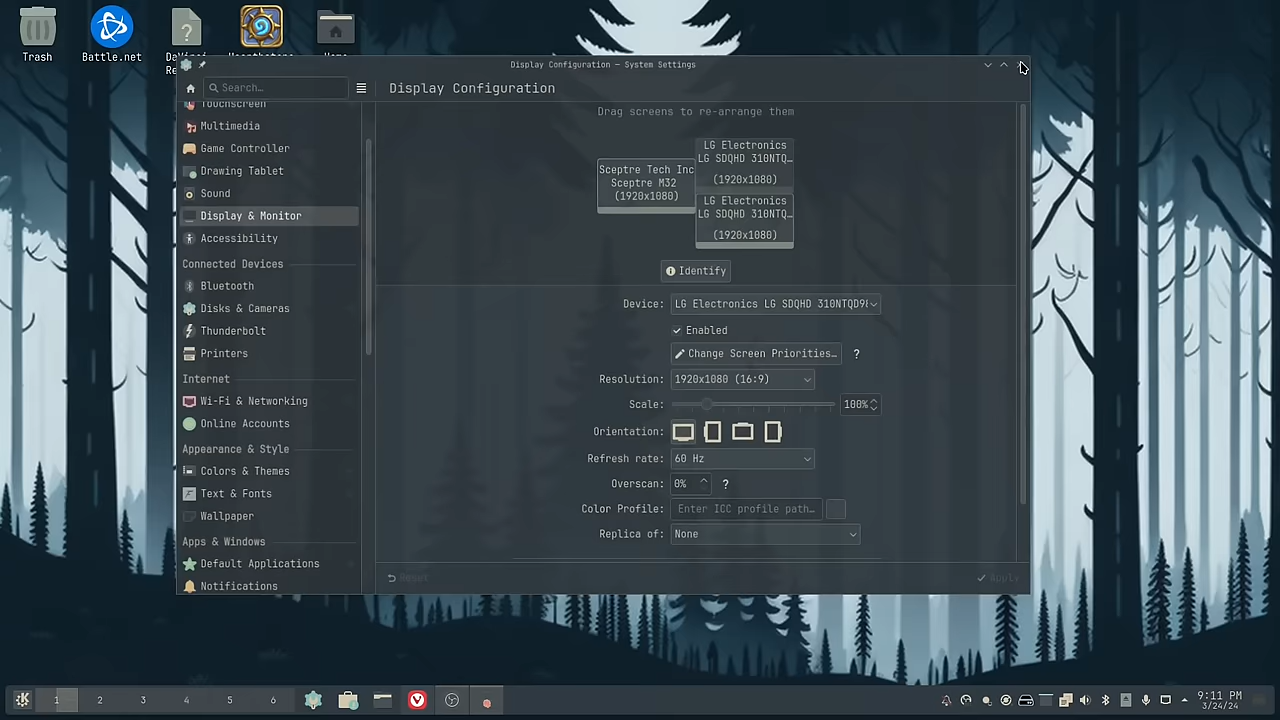 Trash
Battle.net
Display Configuration — System Settings
Search...
Display Configuration
Touchscreen
Multimedia
Game Controller
Drawing Tablet
Sound
Display & Monitor
Accessibility
Connected Devices
Bluetooth
Disks & Cameras
Thunderbolt
Printers
Internet
Wi-Fi & Networking
Online Accounts
Appearance & Style
Colors & Themes
Text & Fonts
Wallpaper
Apps & Windows
Default Applications
Notifications
Drag screens to re-arrange them
Sceptre Tech Inc
Sceptre M32
(1920x1080)
LG Electronics
LG SDQHD 310NTQ…
(1920x1080)
LG Electronics
LG SDQHD 310NTQ…
(1920x1080)
Identify
Device: LG Electronics LG SDQHD 310NTQD9
Enabled
Change Screen Priorities… ?
Resolution: 1920x1080 (16:9)
Scale: 100%
Orientation:
Refresh rate: 60 Hz
Overscan: 0% ?
Color Profile: Enter ICC profile path…
Replica of: None
Reset
Apply
1 2 3 4 5 6
9:11 PM
3/24/24